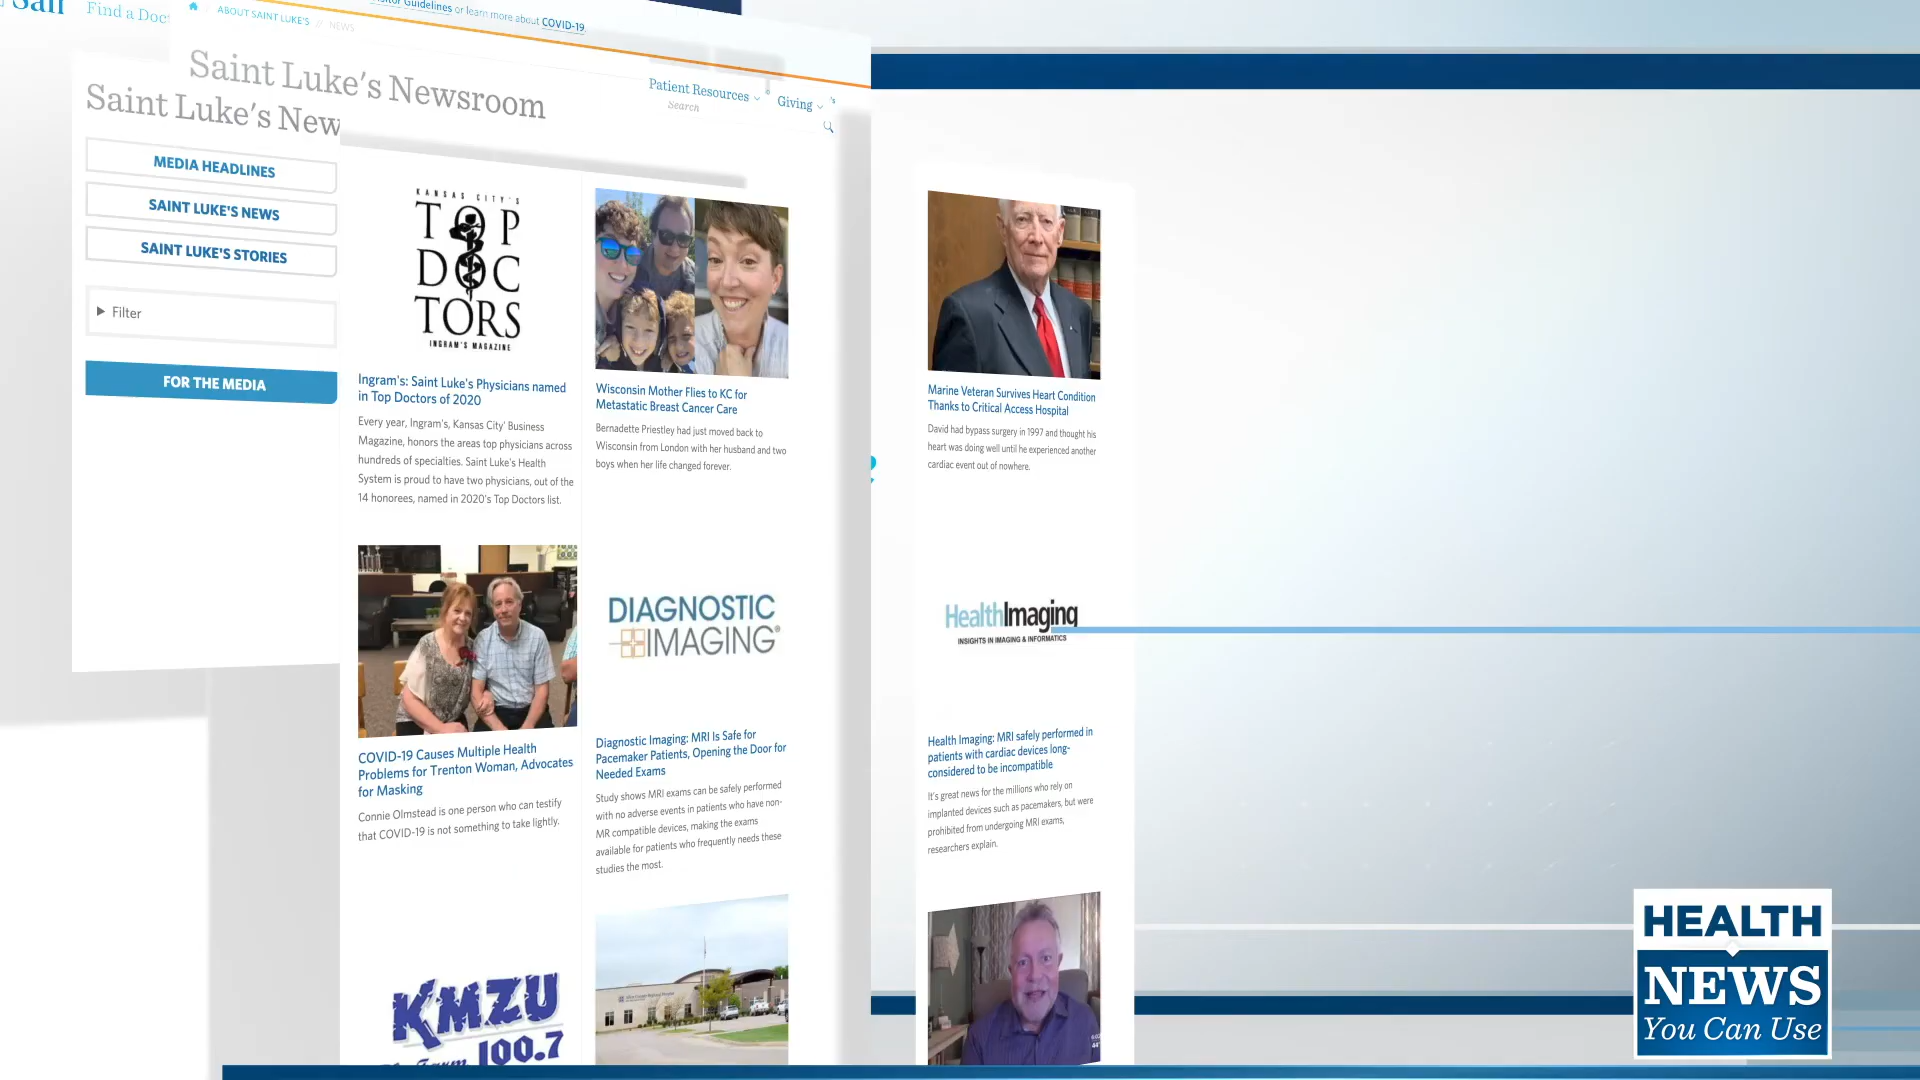 Find a Doct
ABOUT SAINT LUKE'S // NEWS
Visitor Guidelines or learn more about COVID-19.
Saint Luke's Newsroom
Patient Resources
Giving
Search
Saint Luke's New
MEDIA HEADLINES
SAINT LUKE'S NEWS
SAINT LUKE'S STORIES
Filter
FOR THE MEDIA
KANSAS CITY'S
TOP
DOC
TORS
INGRAM'S MAGAZINE
Ingram's: Saint Luke's Physicians named
in Top Doctors of 2020
Every year, Ingram's, Kansas City' Business
Magazine, honors the areas top physicians across
hundreds of specialties. Saint Luke's Health
System is proud to have two physicians, out of the
14 honorees, named in 2020's Top Doctors list.
Wisconsin Mother Flies to KC for
Metastatic Breast Cancer Care
Bernadette Priestley had just moved back to
Wisconsin from London with her husband and two
boys when her life changed forever.
Marine Veteran Survives Heart Condition
Thanks to Critical Access Hospital
David had bypass surgery in 1997 and thought his
heart was doing well until he experienced another
cardiac event out of nowhere.
COVID-19 Causes Multiple Health
Problems for Trenton Woman, Advocates
for Masking
Connie Olmstead is one person who can testify
that COVID-19 is not something to take lightly.
DIAGNOSTIC
IMAGING®
Diagnostic Imaging: MRI Is Safe for
Pacemaker Patients, Opening the Door for
Needed Exams
Study shows MRI exams can be safely performed
with no adverse events in patients who have non-
MR compatible devices, making the exams
available for patients who frequently needs these
studies the most.
HealthImaging
INSIGHTS IN IMAGING & INFORMATICS
Health Imaging: MRI safely performed in
patients with cardiac devices long-
considered to be incompatible
It's great news for the millions who rely on
implanted devices such as pacemakers, but were
prohibited from undergoing MRI exams,
researchers explain.
KMZU
100.7
HEALTH
NEWS
You Can Use